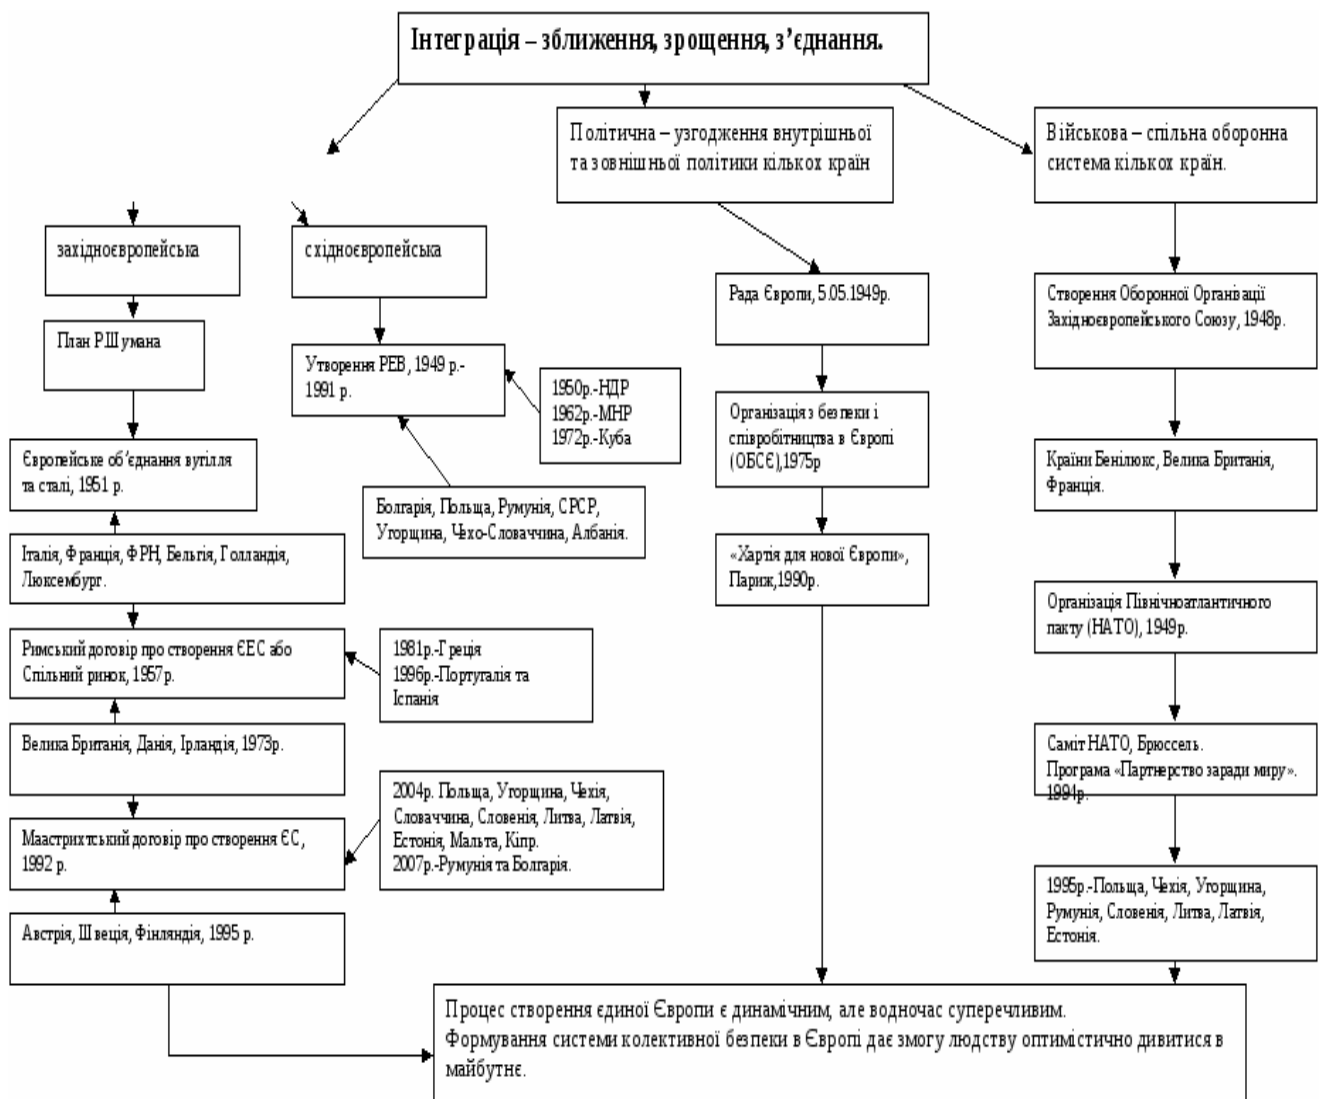 Інтеграція – зближення, зрощення, з’єднання.
Політична – узгодження внутрішньої
та зовнішньої політики кількох країн
Військова – спільна оборонна
система кількох країн.
західноєвропейська
східноєвропейська
План Р.Шумана
Утворення РЕВ, 1949 р.-
1991 р.
1950р.-НДР
1962р.-МНР
1972р.-Куба
Європейське об’єднання вугілля
та сталі, 1951 р.
Болгарія, Польща, Румунія, СРСР,
Угорщина, Чехо-Словаччина, Албанія.
Італія, Франція, ФРН, Бельгія, Голландія,
Люксембург.
Римський договір про створення ЄЕС або
Спільний ринок, 1957р.
1981р.-Греція
1996р.-Португалія та
Іспанія
Велика Британія, Данія, Ірландія, 1973р.
2004р. Польща, Угорщина, Чехія,
Словаччина, Словенія, Литва, Латвія,
Естонія, Мальта, Кіпр.
2007р.-Румунія та Болгарія.
Маастрихтський договір про створення ЄС,
1992 р.
Австрія, Швеція, Фінляндія, 1995 р.
Рада Європи, 5.05.1949р.
Організація з безпеки і
співробітництва в Європі
(ОБСЄ),1975р
«Хартія для нової Європи»,
Париж,1990р.
Створення Оборонної Організації
Західноєвропейського Союзу, 1948р.
Країни Бенілюкс, Велика Британія,
Франція.
Організація Північноатлантичного
пакту (НАТО), 1949р.
Саміт НАТО, Брюссель.
Програма «Партнерство заради миру».
1994р.
1995р.-Польща, Чехія, Угорщина,
Румунія, Словенія, Литва, Латвія,
Естонія.
Процес створення єдиної Європи є динамічним, але водночас суперечливим.
Формування системи колективної безпеки в Європі дає змогу людству оптимістично дивитися в
майбутнє.